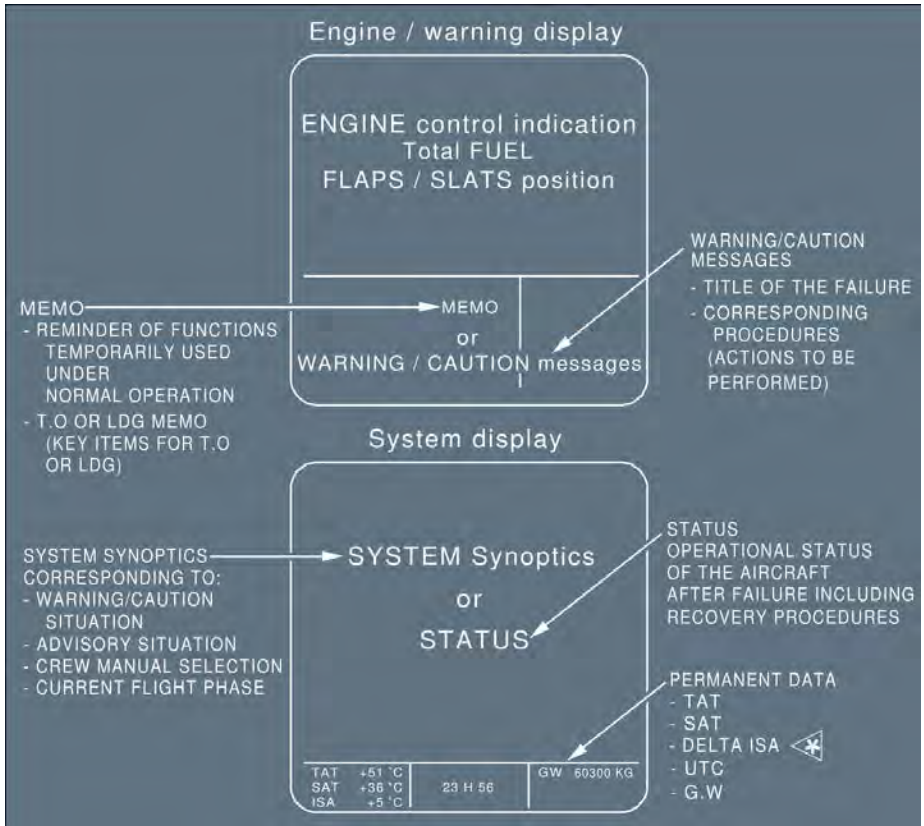 Engine / warning display
ENGINE control indication
Total FUEL
FLAPS / SLATS position
MEMO
- REMINDER OF FUNCTIONS
TEMPORARILY USED
UNDER
NORMAL OPERATION
- T.O OR LDG MEMO
(KEY ITEMS FOR T.O
OR LDG)
MEMO
or
WARNING / CAUTION messages
WARNING/CAUTION
MESSAGES
- TITLE OF THE FAILURE
- CORRESPONDING
PROCEDURES
(ACTIONS TO BE
PERFORMED)
System display
SYSTEM SYNOPTICS
CORRESPONDING TO:
- WARNING/CAUTION
SITUATION
- ADVISORY SITUATION
- CREW MANUAL SELECTION
- CURRENT FLIGHT PHASE
SYSTEM Synoptics
or
STATUS
STATUS
OPERATIONAL STATUS
OF THE AIRCRAFT
AFTER FAILURE INCLUDING
RECOVERY PROCEDURES
PERMANENT DATA
- TAT
- SAT
- DELTA ISA
- UTC
- G.W
TAT +51 °C
SAT +36 °C
ISA +5 °C
23 H 56
GW 60300 KG